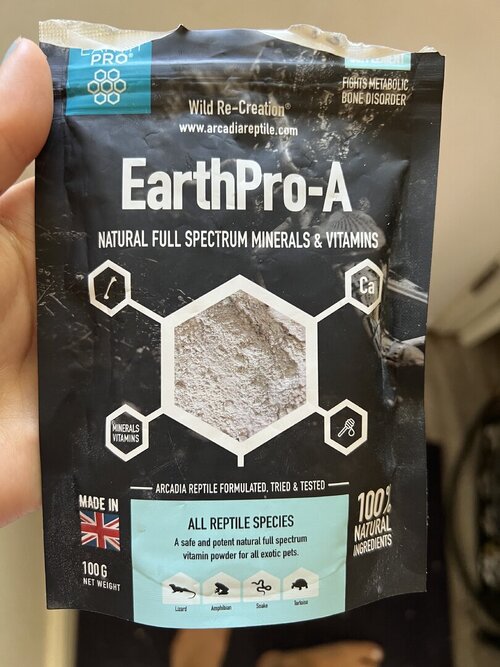 PRO®
FIGHTS METABOLIC
BONE DISORDER
Wild Re-Creation®
www.arcadiareptile.com
EarthPro-A
NATURAL FULL SPECTRUM MINERALS & VITAMINS
Ca
MINERALS
VITAMINS
ARCADIA REPTILE FORMULATED, TRIED & TESTED
MADE IN
100G
NET WEIGHT
ALL REPTILE SPECIES
A safe and potent natural full spectrum
vitamin powder for all exotic pets.
Lizard
Amphibian
Snake
Tortoise
100%
NATURAL
INGREDIENTS